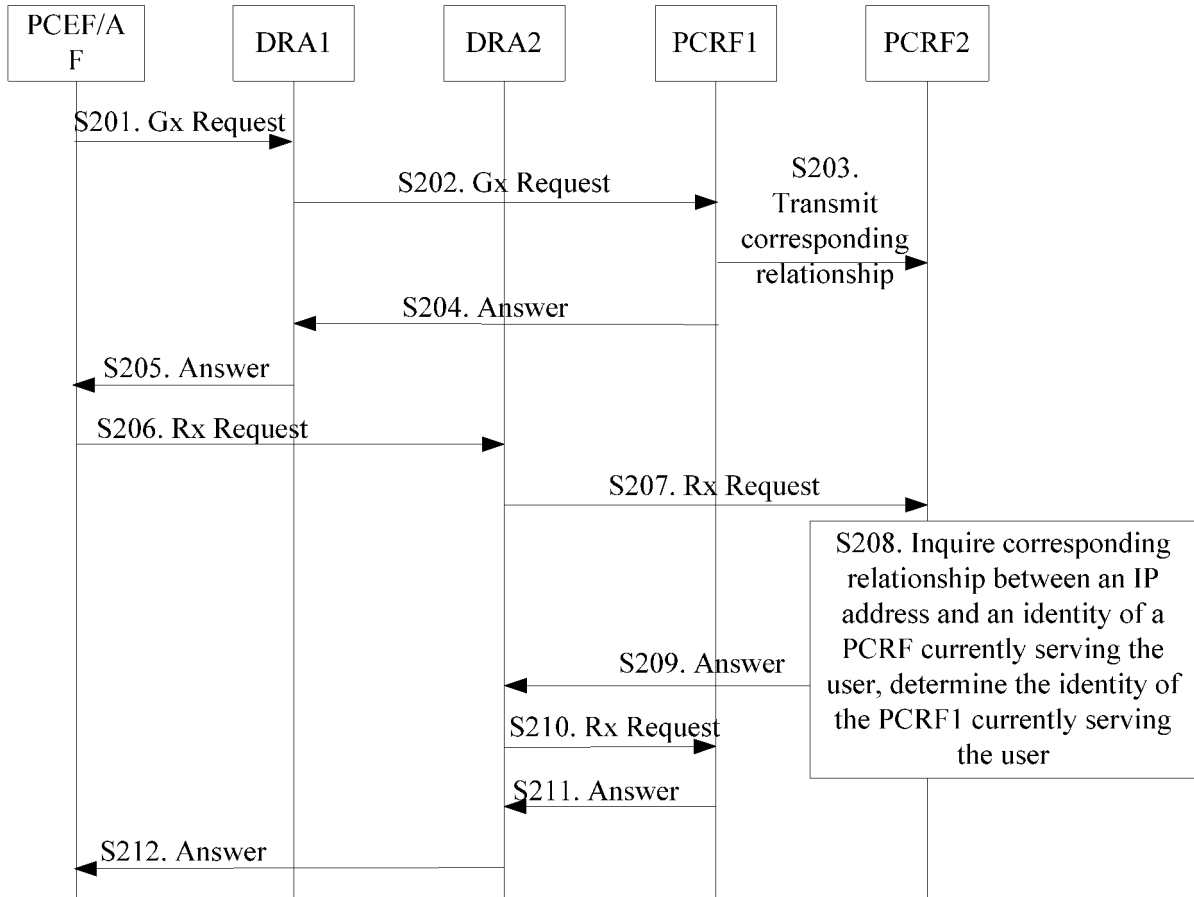 PCEF/A
F
DRA1
DRA2
PCRF1
PCRF2
S201. Gx Request
S202. Gx Request
S203.
Transmit
corresponding
relationship
S204. Answer
S205. Answer
S206. Rx Request
S207. Rx Request
S208. Inquire corresponding
relationship between an IP
address and an identity of a
PCRF currently serving the
user, determine the identity of
the PCRF1 currently serving
the user
S209. Answer
S210. Rx Request
S211. Answer
S212. Answer